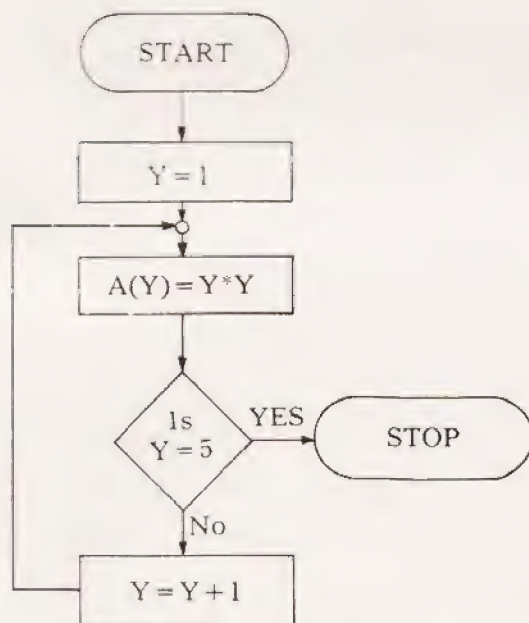 START
Y = 1
A(Y) = Y*Y
Is
Y = 5
YES
STOP
No
Y = Y + 1